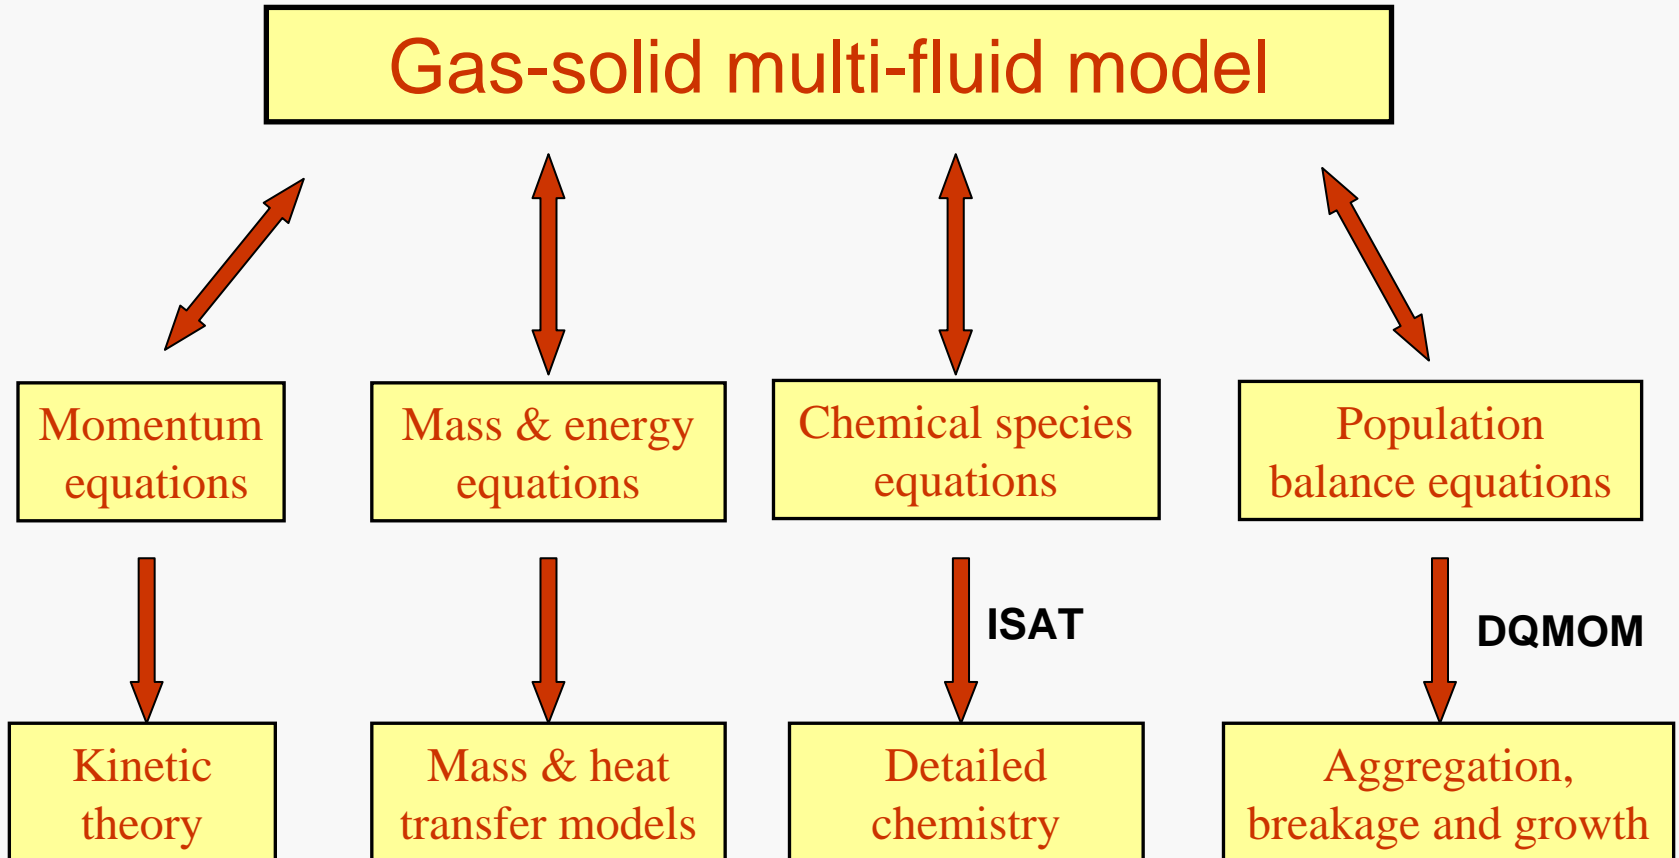 Gas-solid multi-fluid model
Momentum
equations
Mass & energy
equations
Chemical species
equations
Population
balance equations
ISAT
DQMOM
Kinetic
theory
Mass & heat
transfer models
Detailed
chemistry
Aggregation,
breakage and growth